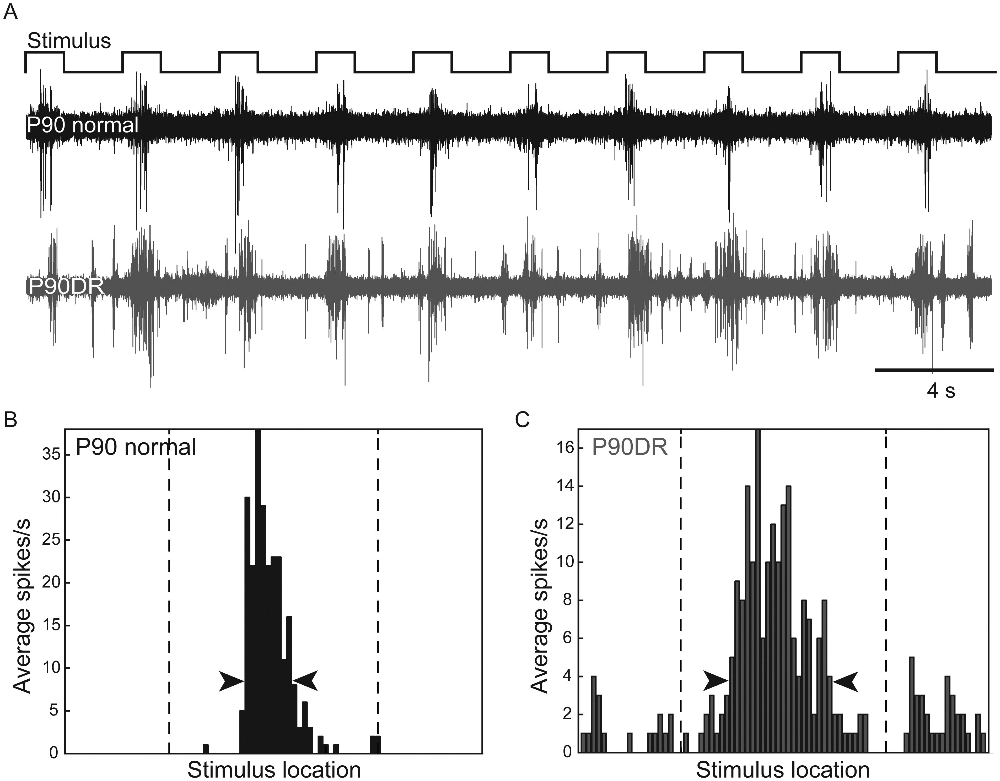 A
Stimulus
P90 normal
P90DR
4 s
B
P90 normal
35
30
25
20
15
10
5
0
Average spikes/s
Stimulus location
C
P90DR
16
14
12
10
8
6
4
2
0
Average spikes/s
Stimulus location